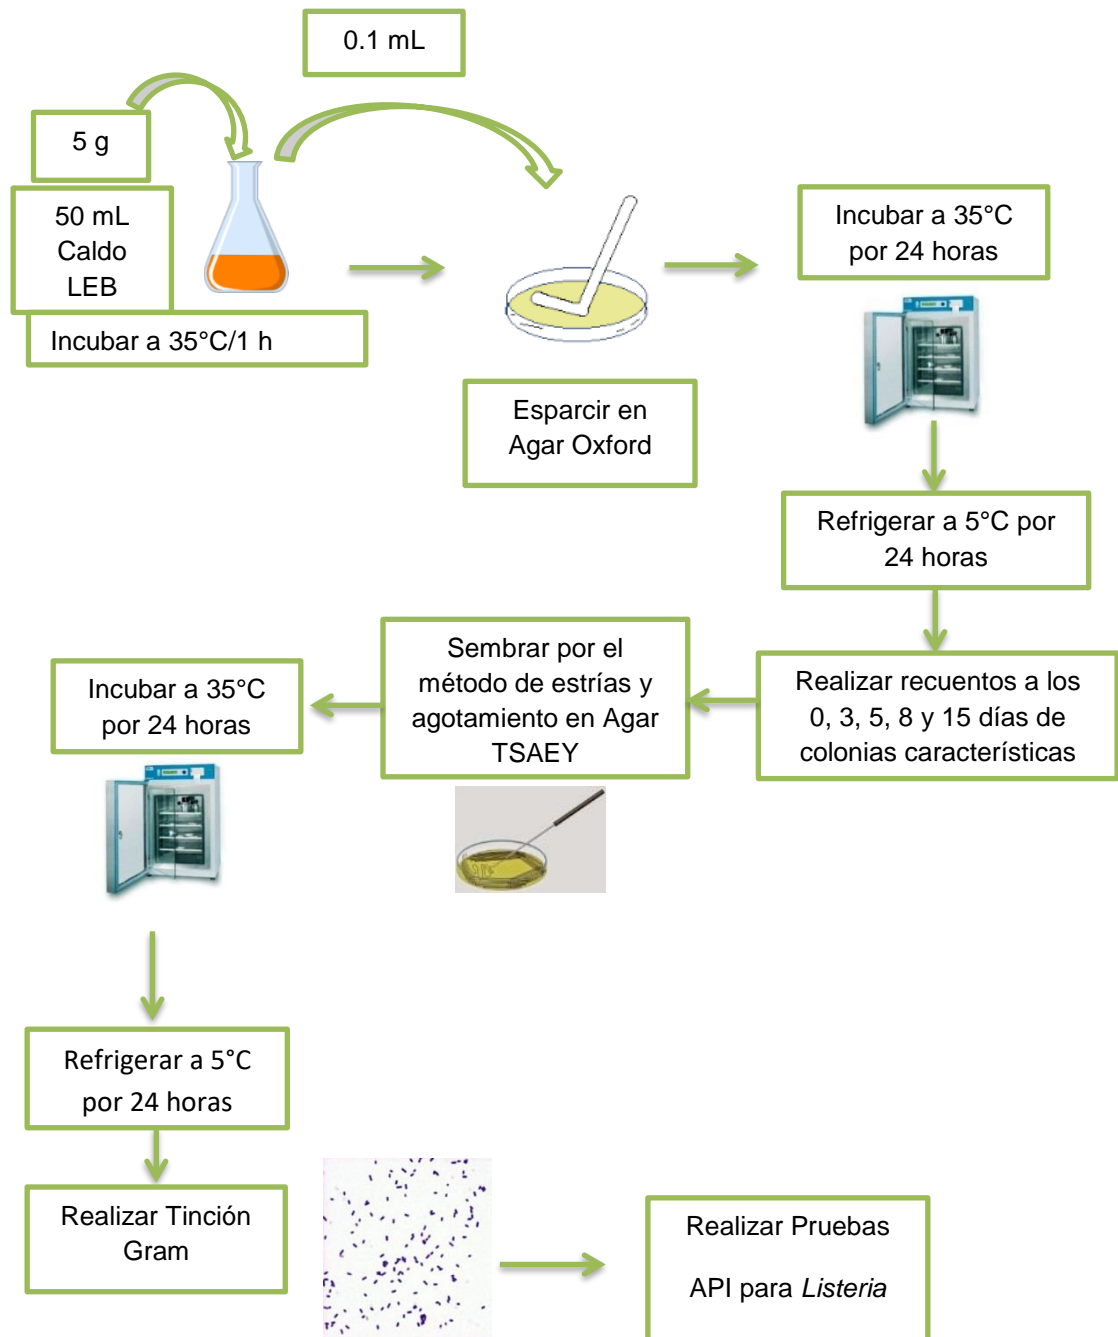 0.1 mL
5 g
50 mL
Caldo
LEB
Incubar a 35°C/1 h
Esparcir en
Agar Oxford
Incubar a 35°C
por 24 horas
Refrigerar a 5°C por
24 horas
Realizar recuentos a los
0, 3, 5, 8 y 15 días de
colonias características
Sembrar por el
método de estrías y
agotamiento en Agar
TSAEY
Incubar a 35°C
por 24 horas
Refrigerar a 5°C
por 24 horas
Realizar Tinción
Gram
Realizar Pruebas
API para Listeria